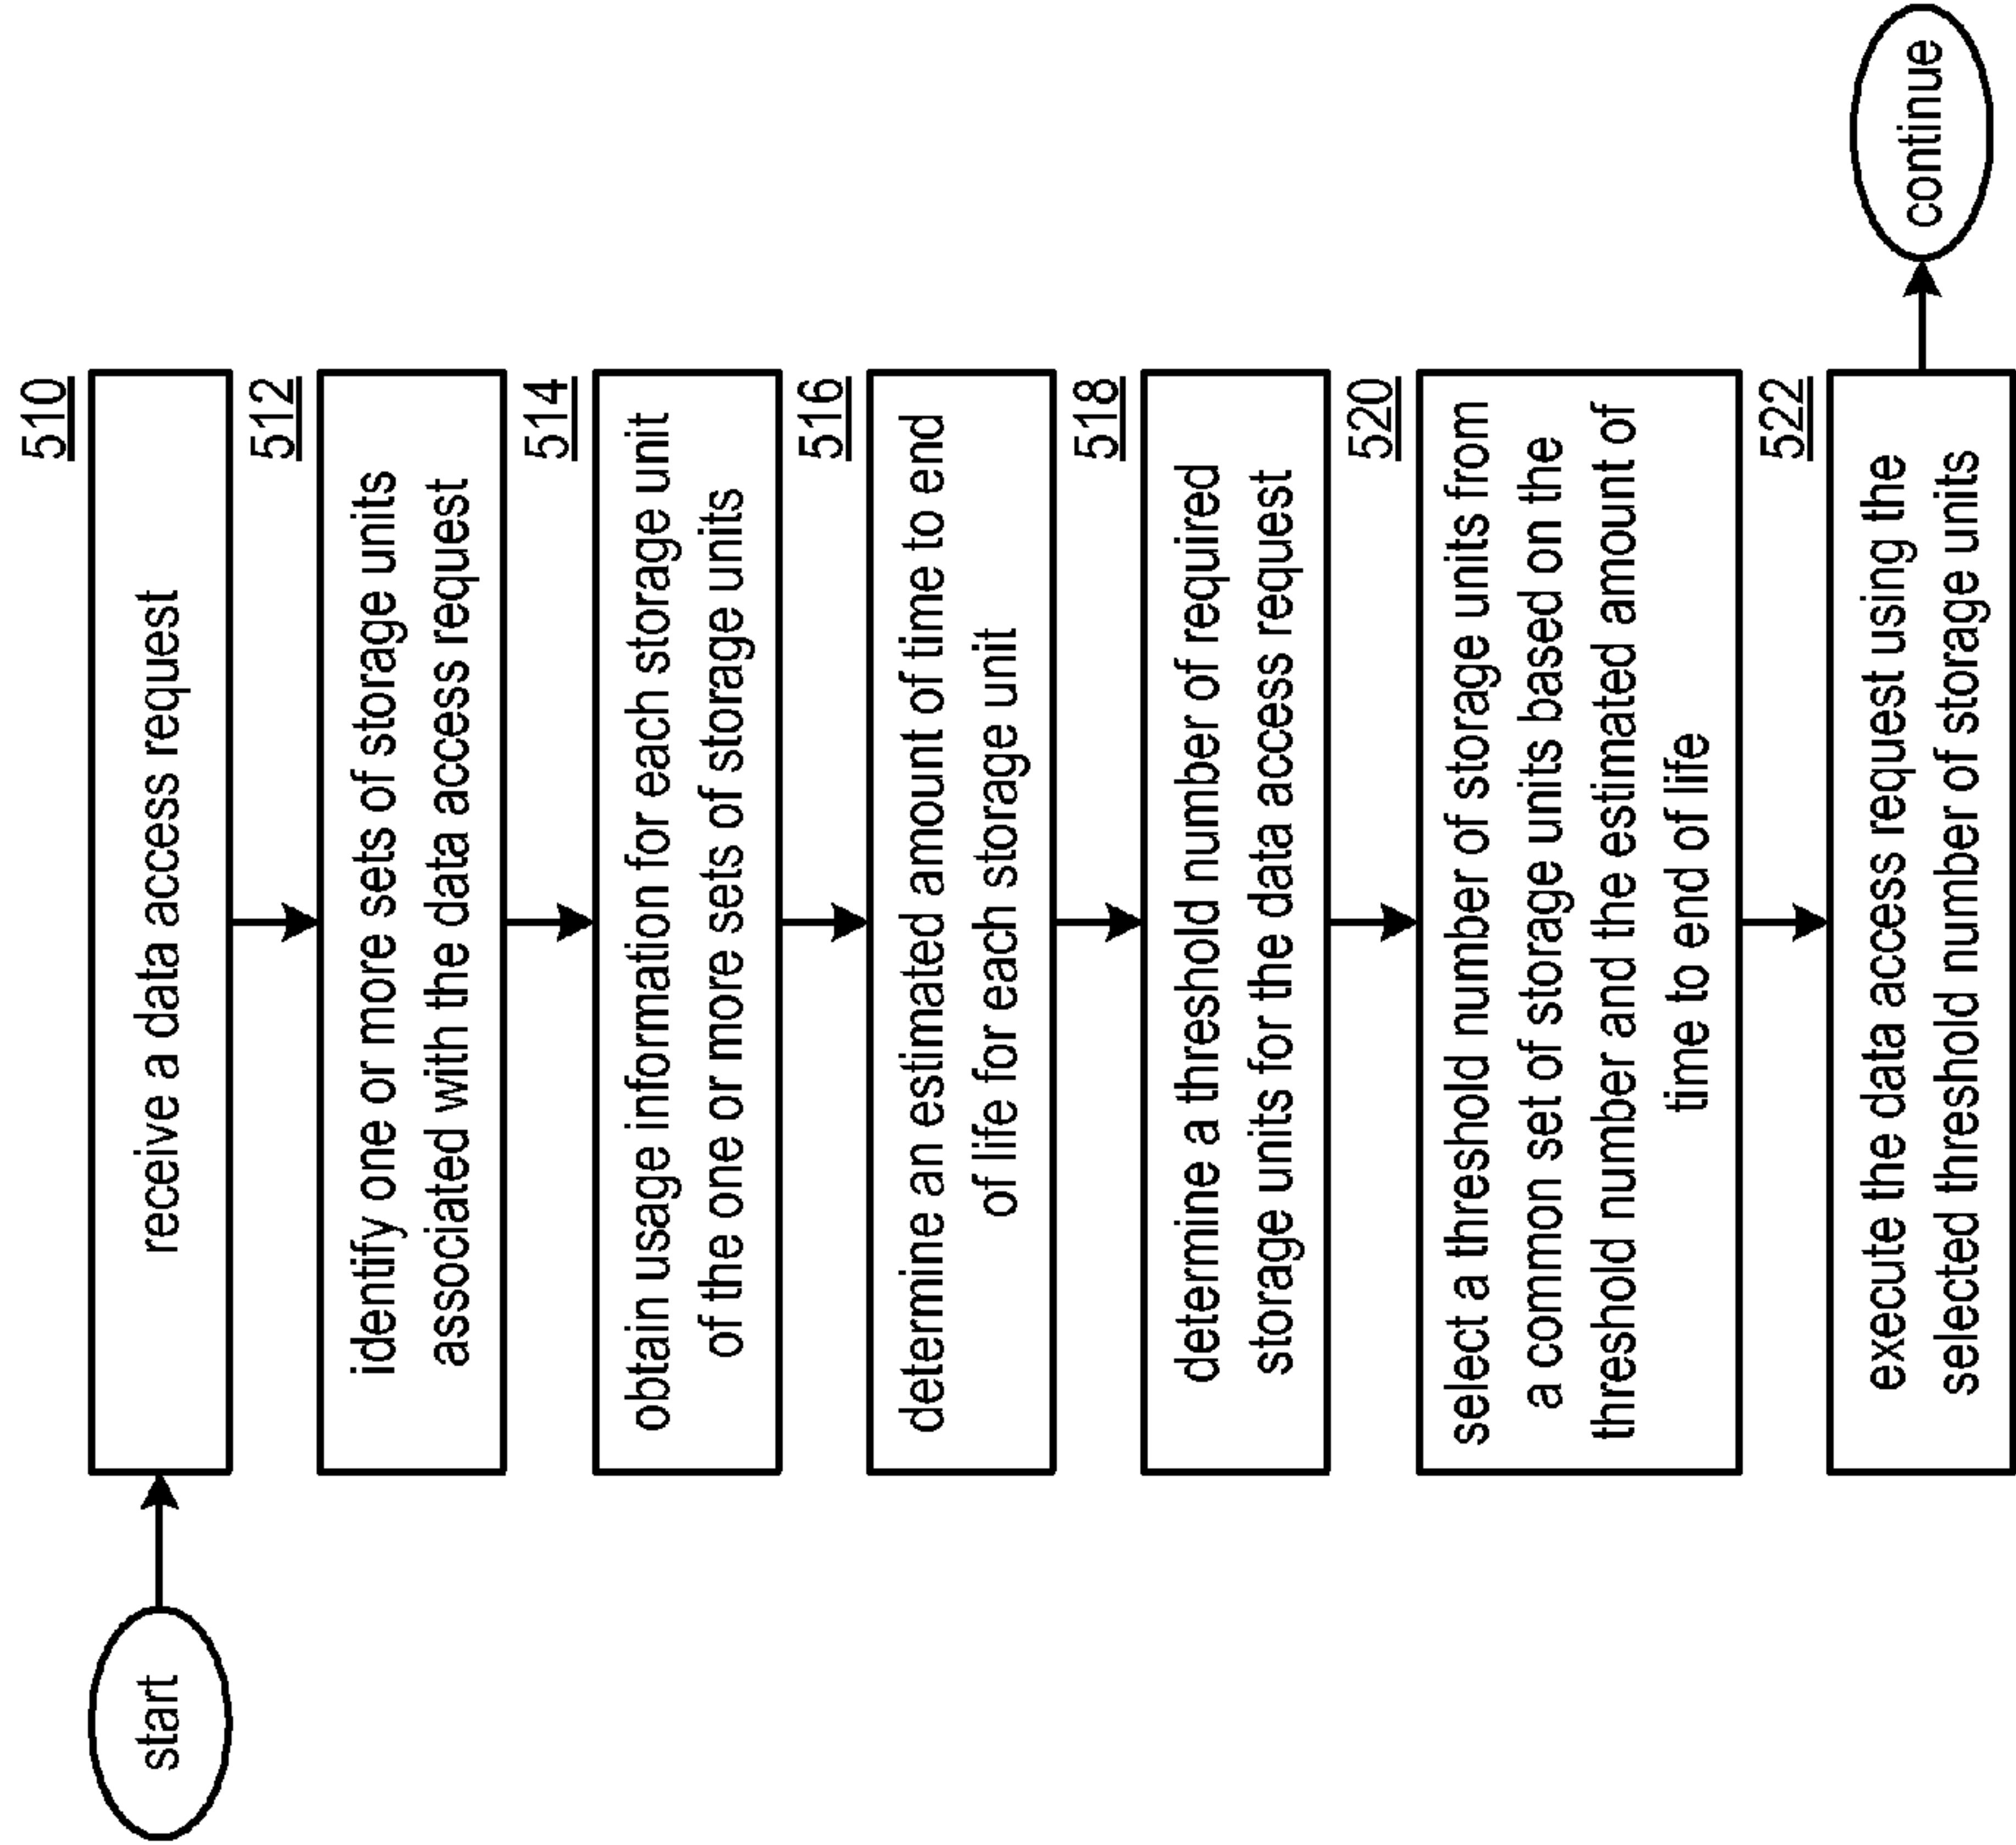 start
510
receive a data access request
512
identify one or more sets of storage units
associated with the data access request
514
obtain usage information for each storage unit
of the one or more sets of storage units
516
determine an estimated amount of time to end
of life for each storage unit
518
determine a threshold number of required
storage units for the data access request
520
select a threshold number of storage units from
a common set of storage units based on the
threshold number and the estimated amount of
time to end of life
522
execute the data access request using the
selected threshold number of storage units
continue